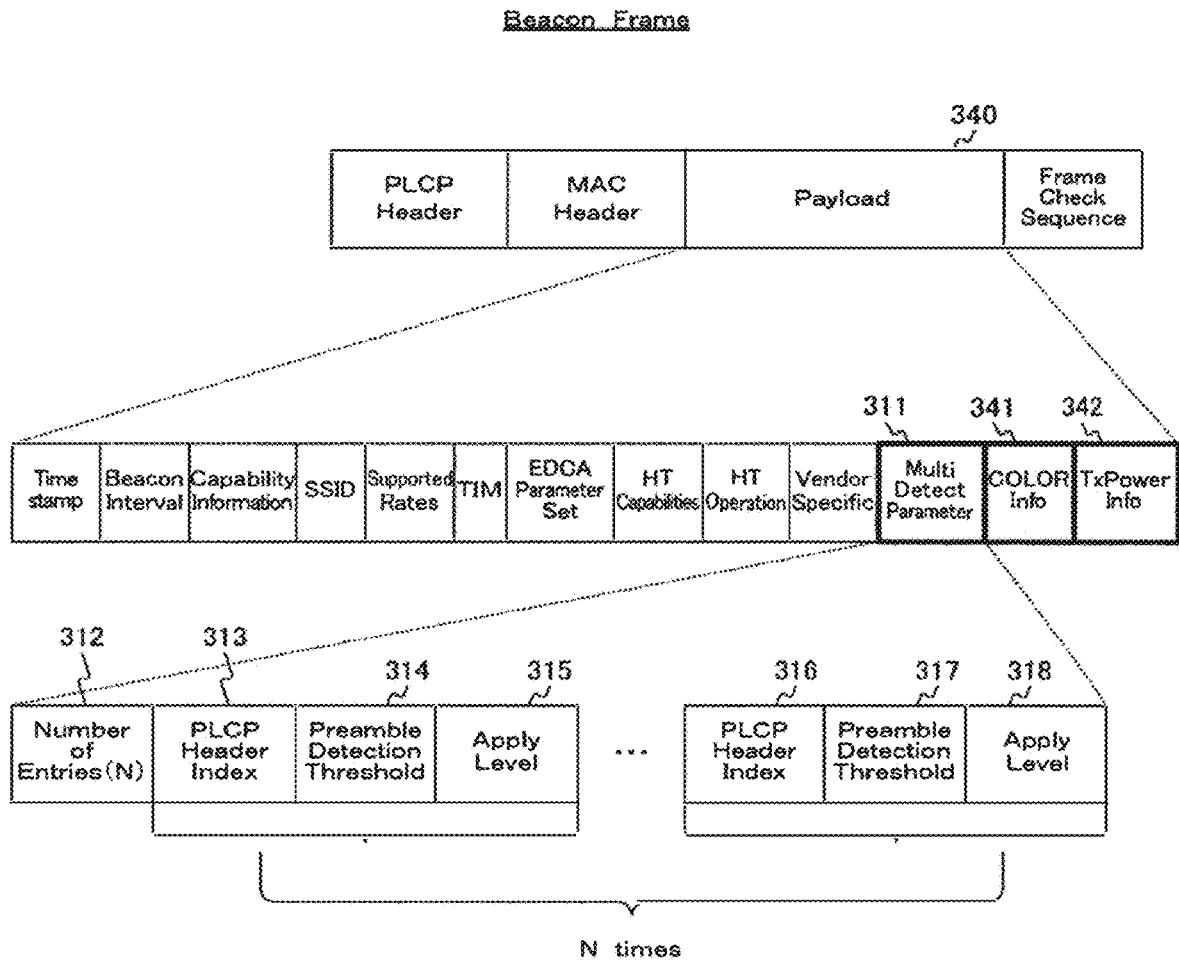 Beacon Frame
340
PLCP
Header
MAC
Header
Payload
Frame
Check
Sequence
311
341
342
Time
stamp
Beacon
Interval
Capability
Information
SSID
Supported
Rates
TIM
EDCA
Parameter
Set
HT
Capabilities
HT
Operation
Vendor
Specific
Multi
Detect
Parameter
COLOR
Info
TxPower
Info
312
313
314
315
316
317
318
Number
of
Entries(N)
PLCP
Header
Index
Preamble
Detection
Threshold
Apply
Level
...
PLCP
Header
Index
Preamble
Detection
Threshold
Apply
Level
N times